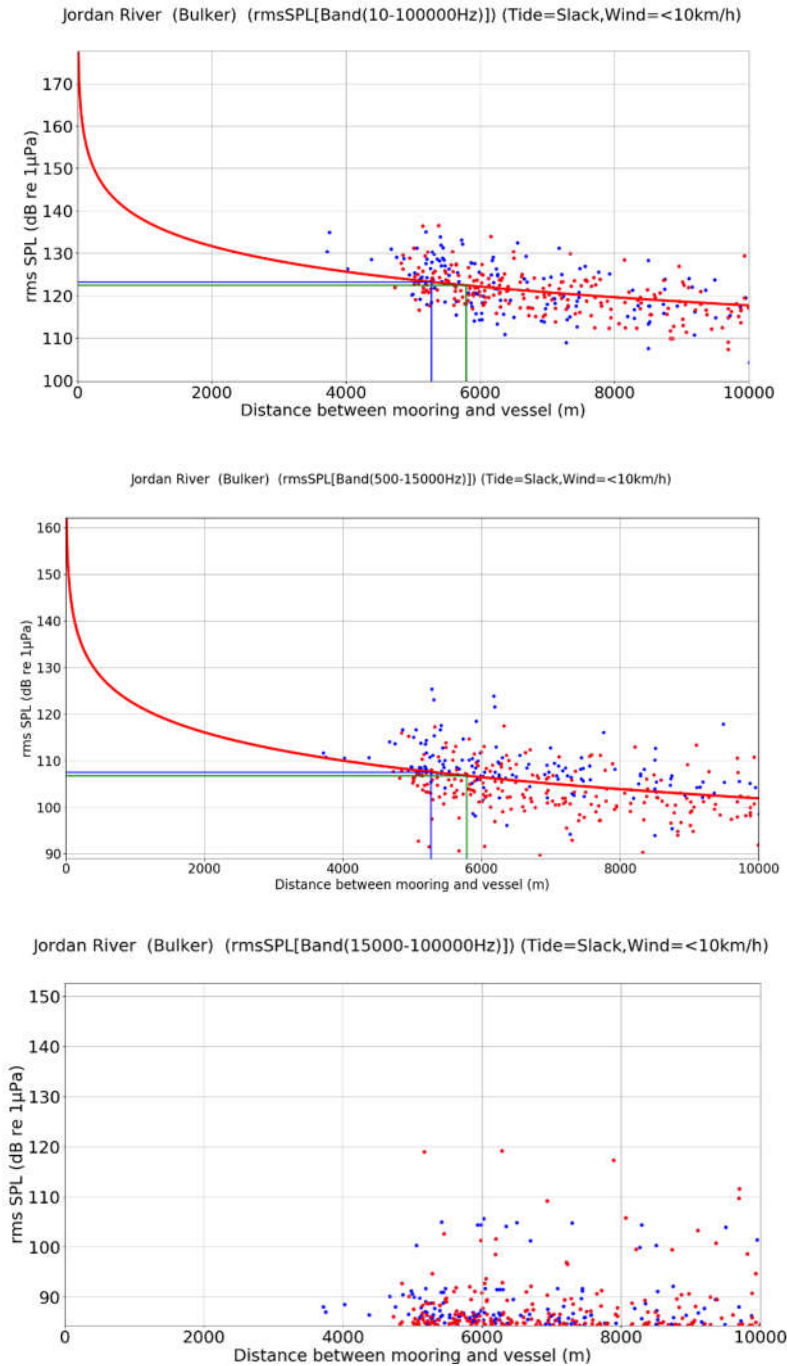 Jordan River (Bulker) (rmsSPL[Band(10-100000Hz)]) (Tide=Slack,Wind=<10km/h)
170
160
150
140
130
120
110
100
rms SPL (dB re 1μPa)
0 2000 4000 6000 8000 10000
Distance between mooring and vessel (m)
Jordan River (Bulker) (rmsSPL[Band(500-15000Hz)]) (Tide=Slack,Wind=<10km/h)
160
150
140
130
120
110
100
90
rms SPL (dB re 1μPa)
0 2000 4000 6000 8000 10000
Distance between mooring and vessel (m)
Jordan River (Bulker) (rmsSPL[Band(15000-100000Hz)]) (Tide=Slack,Wind=<10km/h)
150
140
130
120
110
100
90
rms SPL (dB re 1μPa)
0 2000 4000 6000 8000 10000
Distance between mooring and vessel (m)